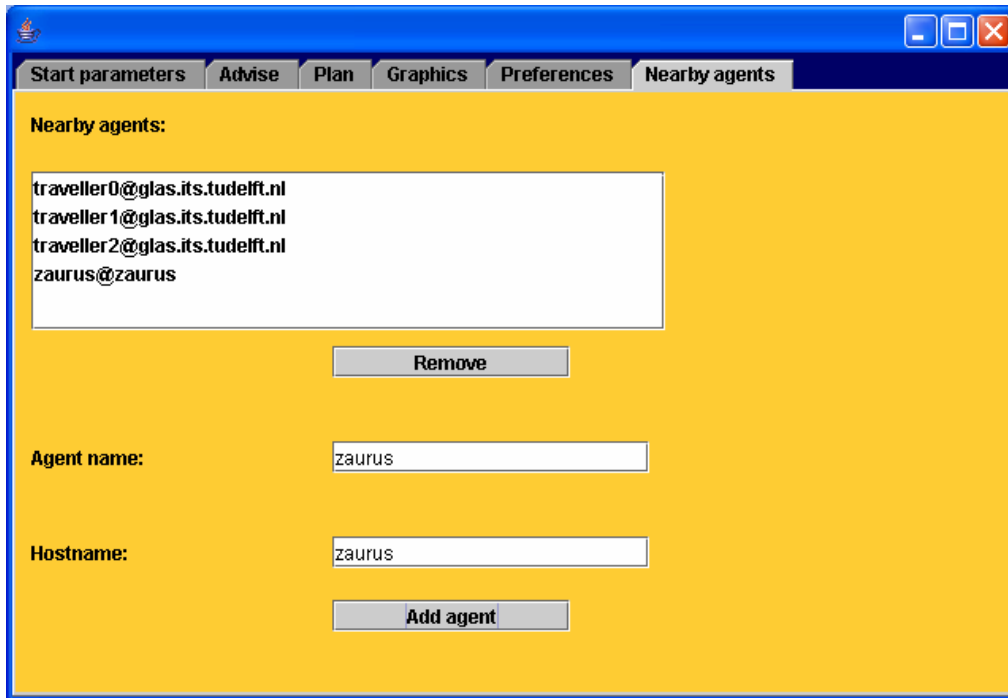 Start parameters Advise Plan Graphics Preferences Nearby agents
Nearby agents:
traveller0@glas.its.tudelft.nl
traveller1@glas.its.tudelft.nl
traveller2@glas.its.tudelft.nl
zaurus@zaurus
Remove
Agent name: zaurus
Hostname: zaurus
Add agent